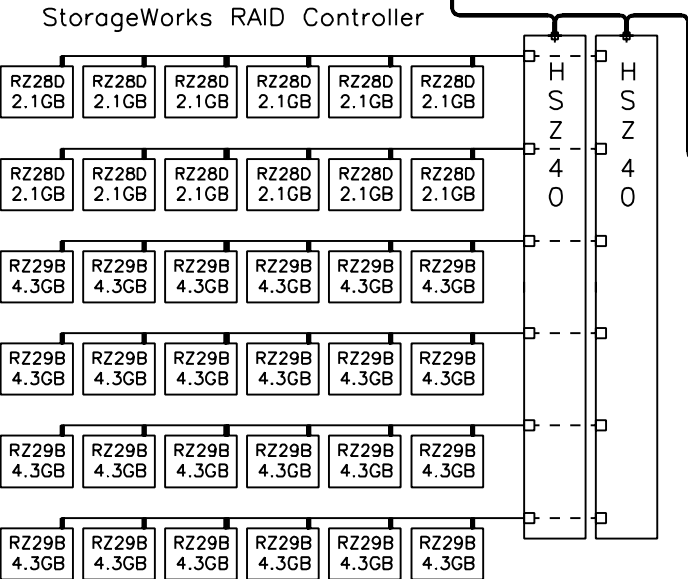 StorageWorks RAID Controller
RZ28D RZ28D RZ28D RZ28D RZ28D RZ28D
2.1GB 2.1GB 2.1GB 2.1GB 2.1GB 2.1GB
RZ28D RZ28D RZ28D RZ28D RZ28D RZ28D
2.1GB 2.1GB 2.1GB 2.1GB 2.1GB 2.1GB
RZ29B RZ29B RZ29B RZ29B RZ29B RZ29B
4.3GB 4.3GB 4.3GB 4.3GB 4.3GB 4.3GB
RZ29B RZ29B RZ29B RZ29B RZ29B RZ29B
4.3GB 4.3GB 4.3GB 4.3GB 4.3GB 4.3GB
RZ29B RZ29B RZ29B RZ29B RZ29B RZ29B
4.3GB 4.3GB 4.3GB 4.3GB 4.3GB 4.3GB
RZ29B RZ29B RZ29B RZ29B RZ29B RZ29B
4.3GB 4.3GB 4.3GB 4.3GB 4.3GB 4.3GB
HSZ40
HSZ40